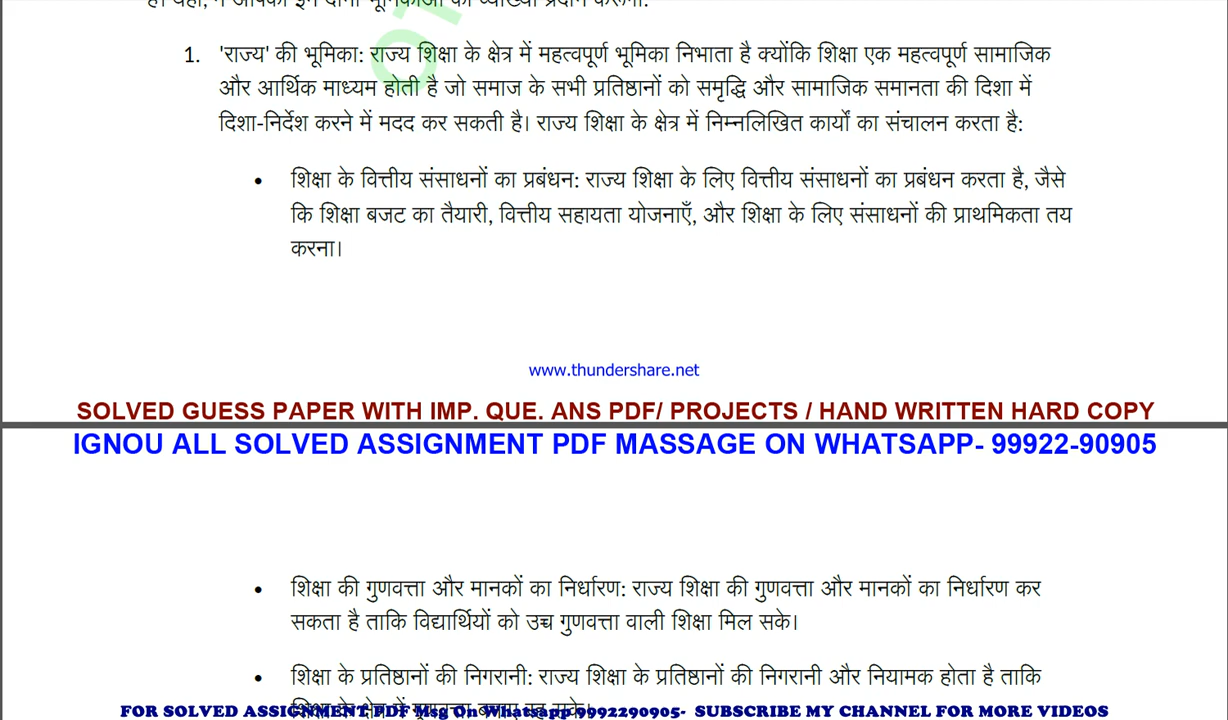 'राज्य' की भूमिका: राज्य शिक्षा के क्षेत्र में महत्वपूर्ण भूमिका निभाता है क्योंकि शिक्षा एक महत्वपूर्ण सामाजिक
1. और आर्थिक माध्यम होती है जो समाज के सभी प्रतिष्ठानों को समृद्धि और सामाजिक समानता की दिशा में
दिशा-निर्देश करने में मदद कर सकती है। राज्य शिक्षा के क्षेत्र में निम्नलिखित कार्यों का संचालन करता है:
• शिक्षा के वित्तीय संसाधनों का प्रबंधन: राज्य शिक्षा के लिए वित्तीय संसाधनों का प्रबंधन करता है, जैसे
कि शिक्षा बजट का तैयारी, वित्तीय सहायता योजनाएँ, और शिक्षा के लिए संसाधनों की प्राथमिकता तय
करना।
www.thundershare.net
SOLVED GUESS PAPER WITH IMP. QUE. ANS PDF/ PROJECTS / HAND WRITTEN HARD COPY
IGNOU ALL SOLVED ASSIGNMENT PDF MASSAGE ON WHATSAPP- 99922-90905
• शिक्षा की गुणवत्ता और मानकों का निर्धारण: राज्य शिक्षा की गुणवत्ता और मानकों का निर्धारण कर
सकता है ताकि विद्यार्थियों को उच्च गुणवत्ता वाली शिक्षा मिल सके।
• शिक्षा के प्रतिष्ठानों की निगरानी: राज्य शिक्षा के प्रतिष्ठानों की निगरानी और नियामक होता है ताकि
FOR SOLVED ASSIGNMENT PDF Msg On Whatsapp 9992290905- SUBSCRIBE MY CHANNEL FOR MORE VIDEOS